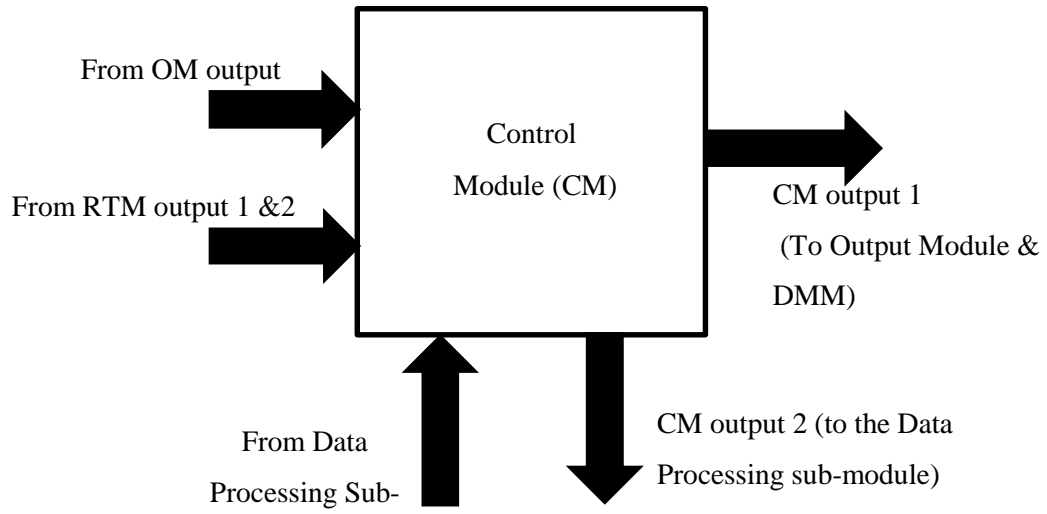 From OM output
Control
Module (CM)
From RTM output 1 &2
CM output 1
(To Output Module &
DMM)
From Data
Processing Sub-
CM output 2 (to the Data
Processing sub-module)